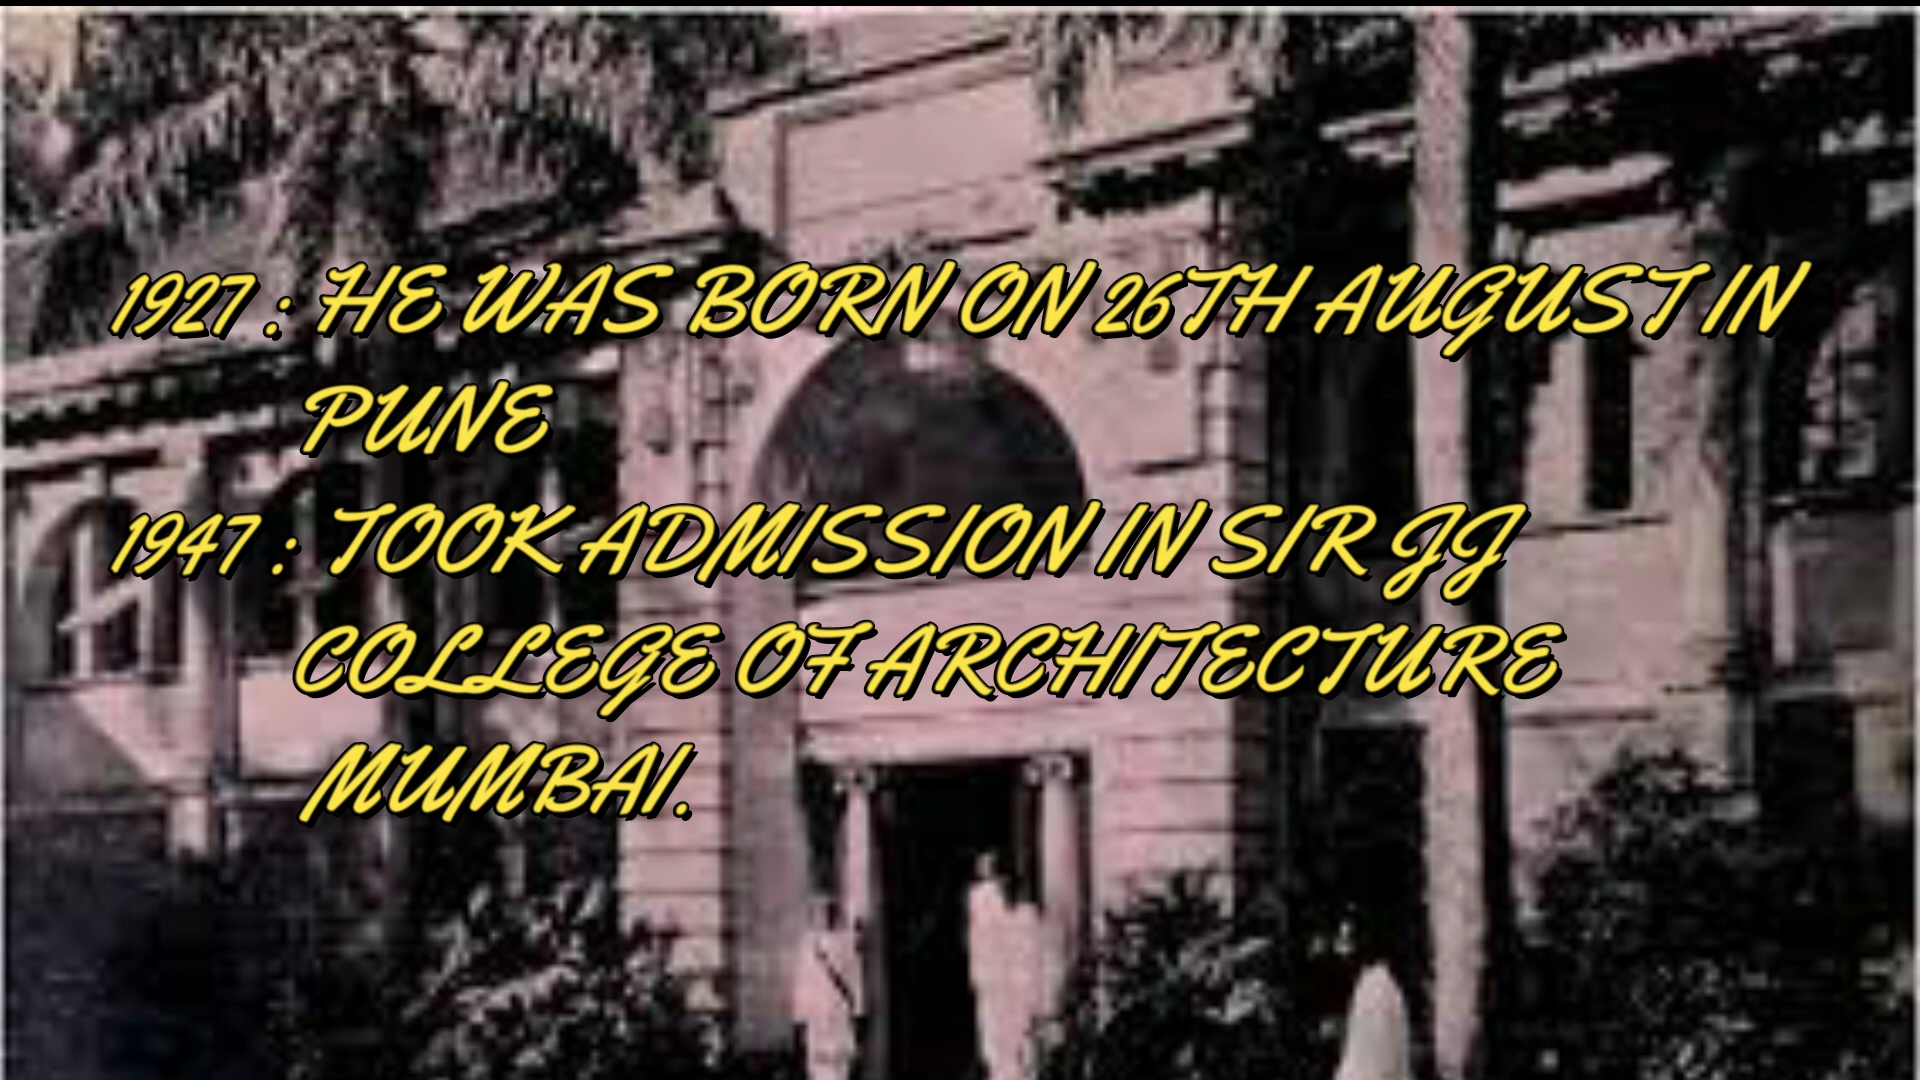 1927 : HE WAS BORN ON 26TH AUGUST IN
PUNE
1947 : TOOK ADMISSION IN SIR JJ
COLLEGE OF ARCHITECTURE
MUMBAI.